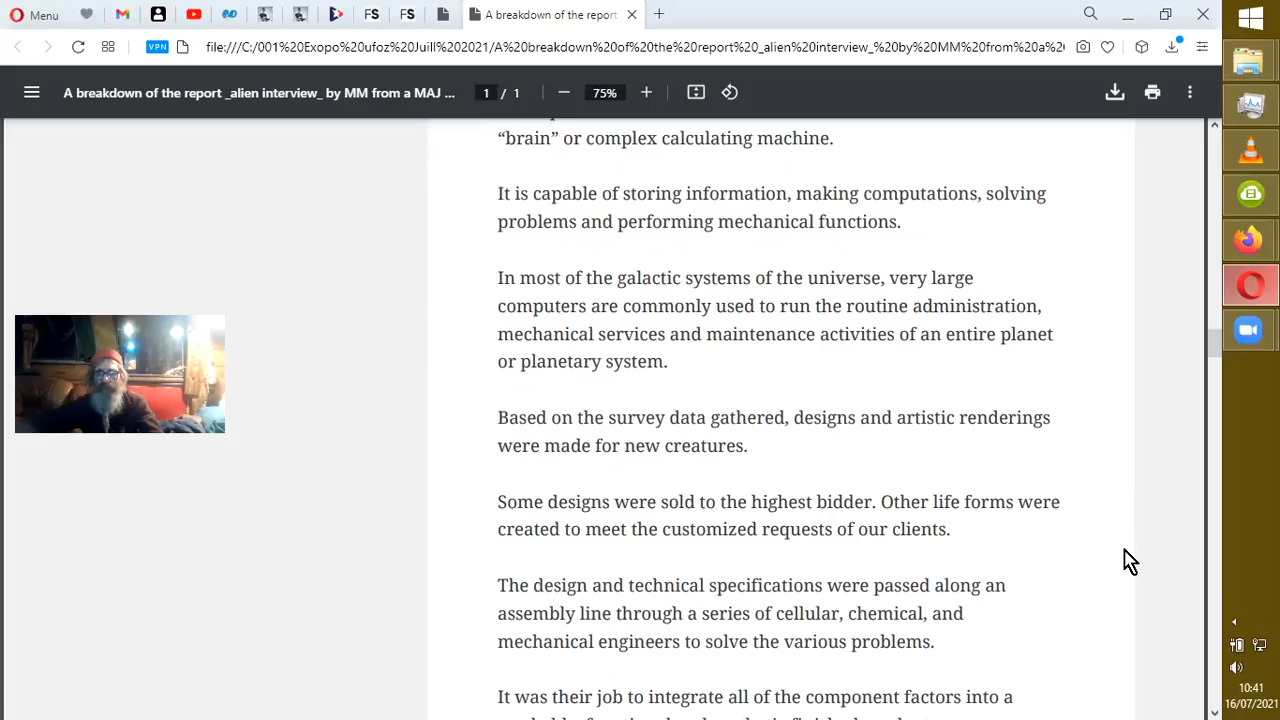 Menu
FS
FS
A breakdown of the report
VPN
file:///C:/001%20Exopo%20ufoz%20Juill%202021/A%20breakdown%20of%20the%20report%20_alien%20interview_%20by%20MM%20from%20a%2(
A breakdown of the report _alien interview_ by MM from a MAJ ...
1 / 1
75%
“brain” or complex calculating machine.
It is capable of storing information, making computations, solving
problems and performing mechanical functions.
In most of the galactic systems of the universe, very large
computers are commonly used to run the routine administration,
mechanical services and maintenance activities of an entire planet
or planetary system.
Based on the survey data gathered, designs and artistic renderings
were made for new creatures.
Some designs were sold to the highest bidder. Other life forms were
created to meet the customized requests of our clients.
The design and technical specifications were passed along an
assembly line through a series of cellular, chemical, and
mechanical engineers to solve the various problems.
It was their job to integrate all of the component factors into a
10:41
16/07/2021